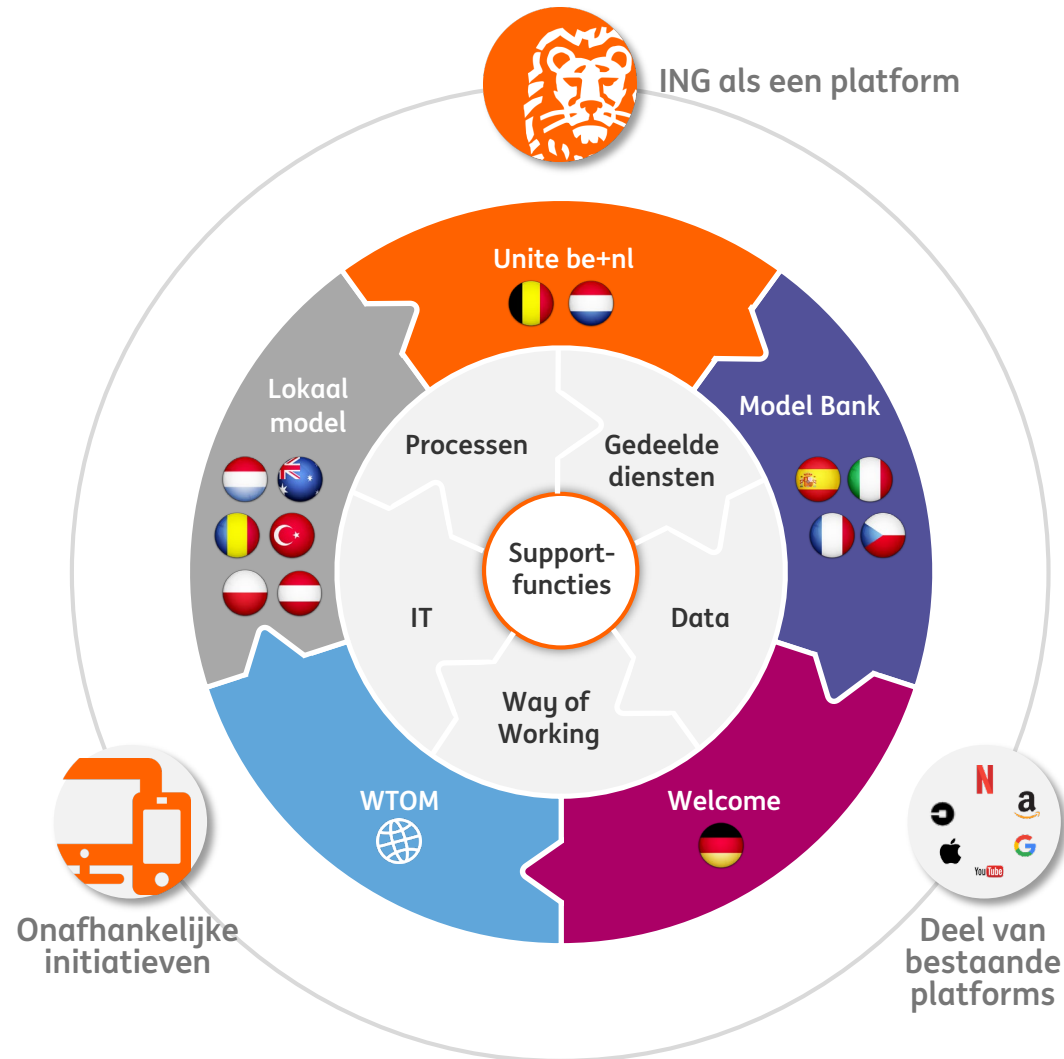 ING als een platform
Unite be+nl
Lokaal
model
Model Bank
Processen
Gedeelde
diensten
Support-
functies
IT
Data
Way of
Working
WTOM
Welcome
N
a
G
YouTube
Onafhankelijke
initiatieven
Deel van
bestaande
platforms